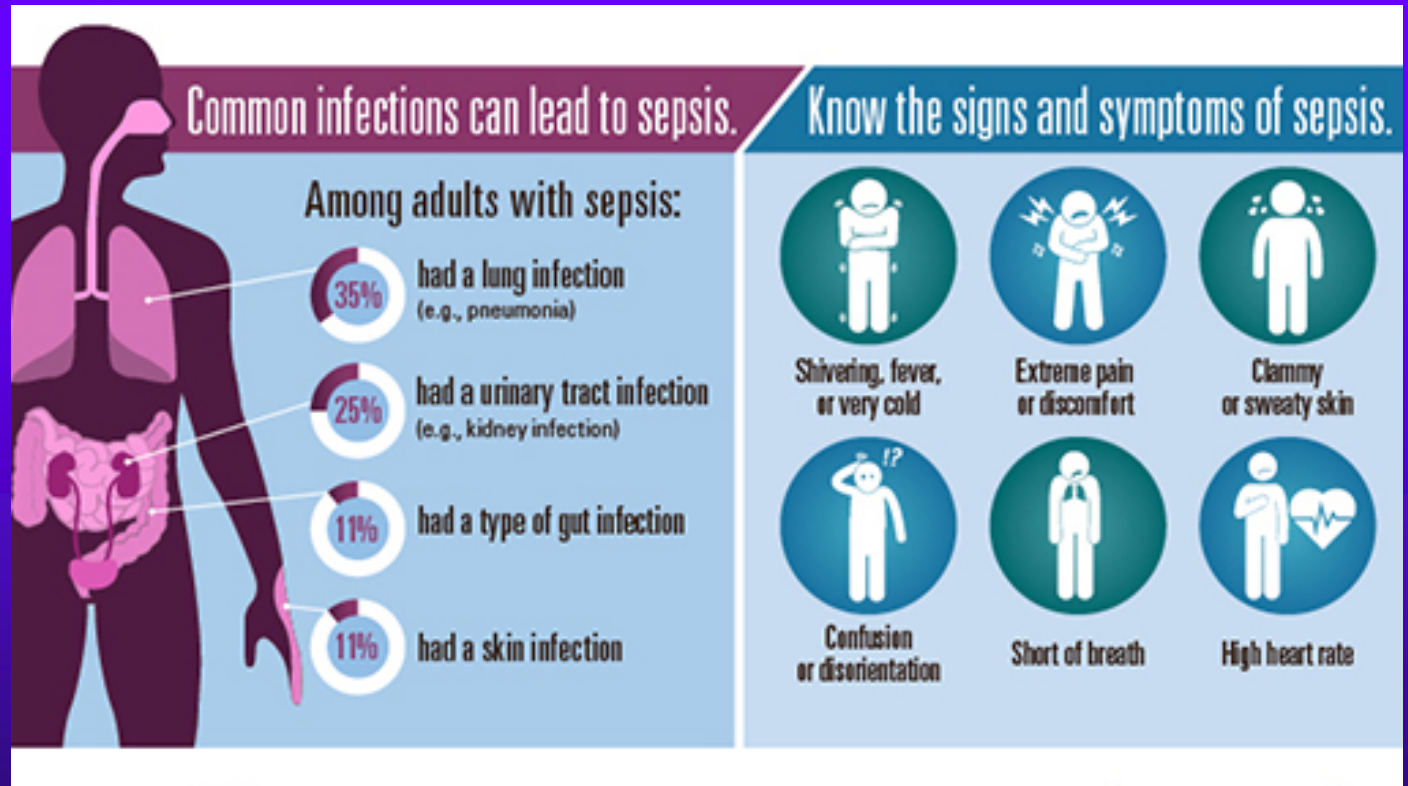 Common infections can lead to sepsis.
Among adults with sepsis:
35%
had a lung infection
(e.g., pneumonia)
25%
had a urinary tract infection
(e.g., kidney infection)
11%
had a type of gut infection
11%
had a skin infection
Know the signs and symptoms of sepsis.
Shivering, fever,
or very cold
Extreme pain
or discomfort
Clammy
or sweaty skin
!?
Confusion
or disorientation
Short of breath
High heart rate